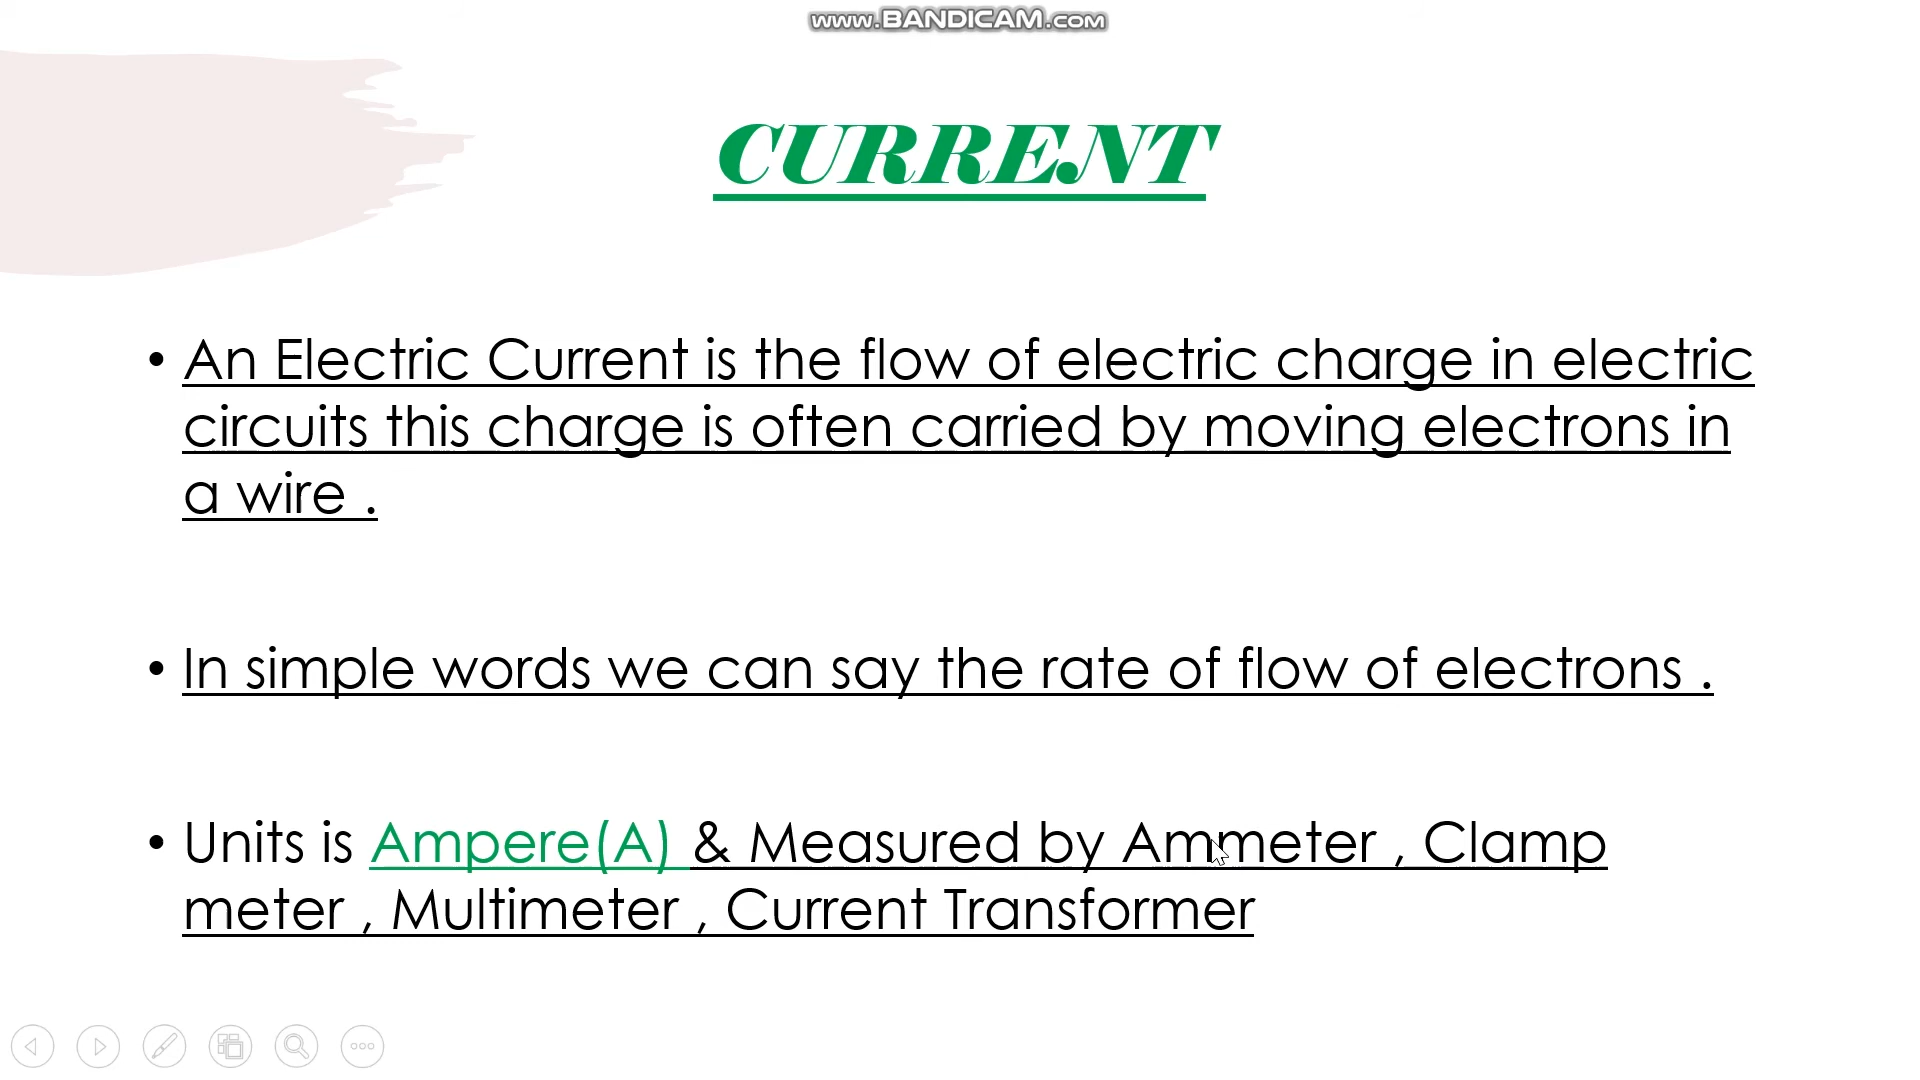 www.BANDICAM.com
CURRENT
• An Electric Current is the flow of electric charge in electric
circuits this charge is often carried by moving electrons in
a wire .
• In simple words we can say the rate of flow of electrons .
• Units is Ampere(A) & Measured by Ammeter , Clamp
meter , Multimeter , Current Transformer